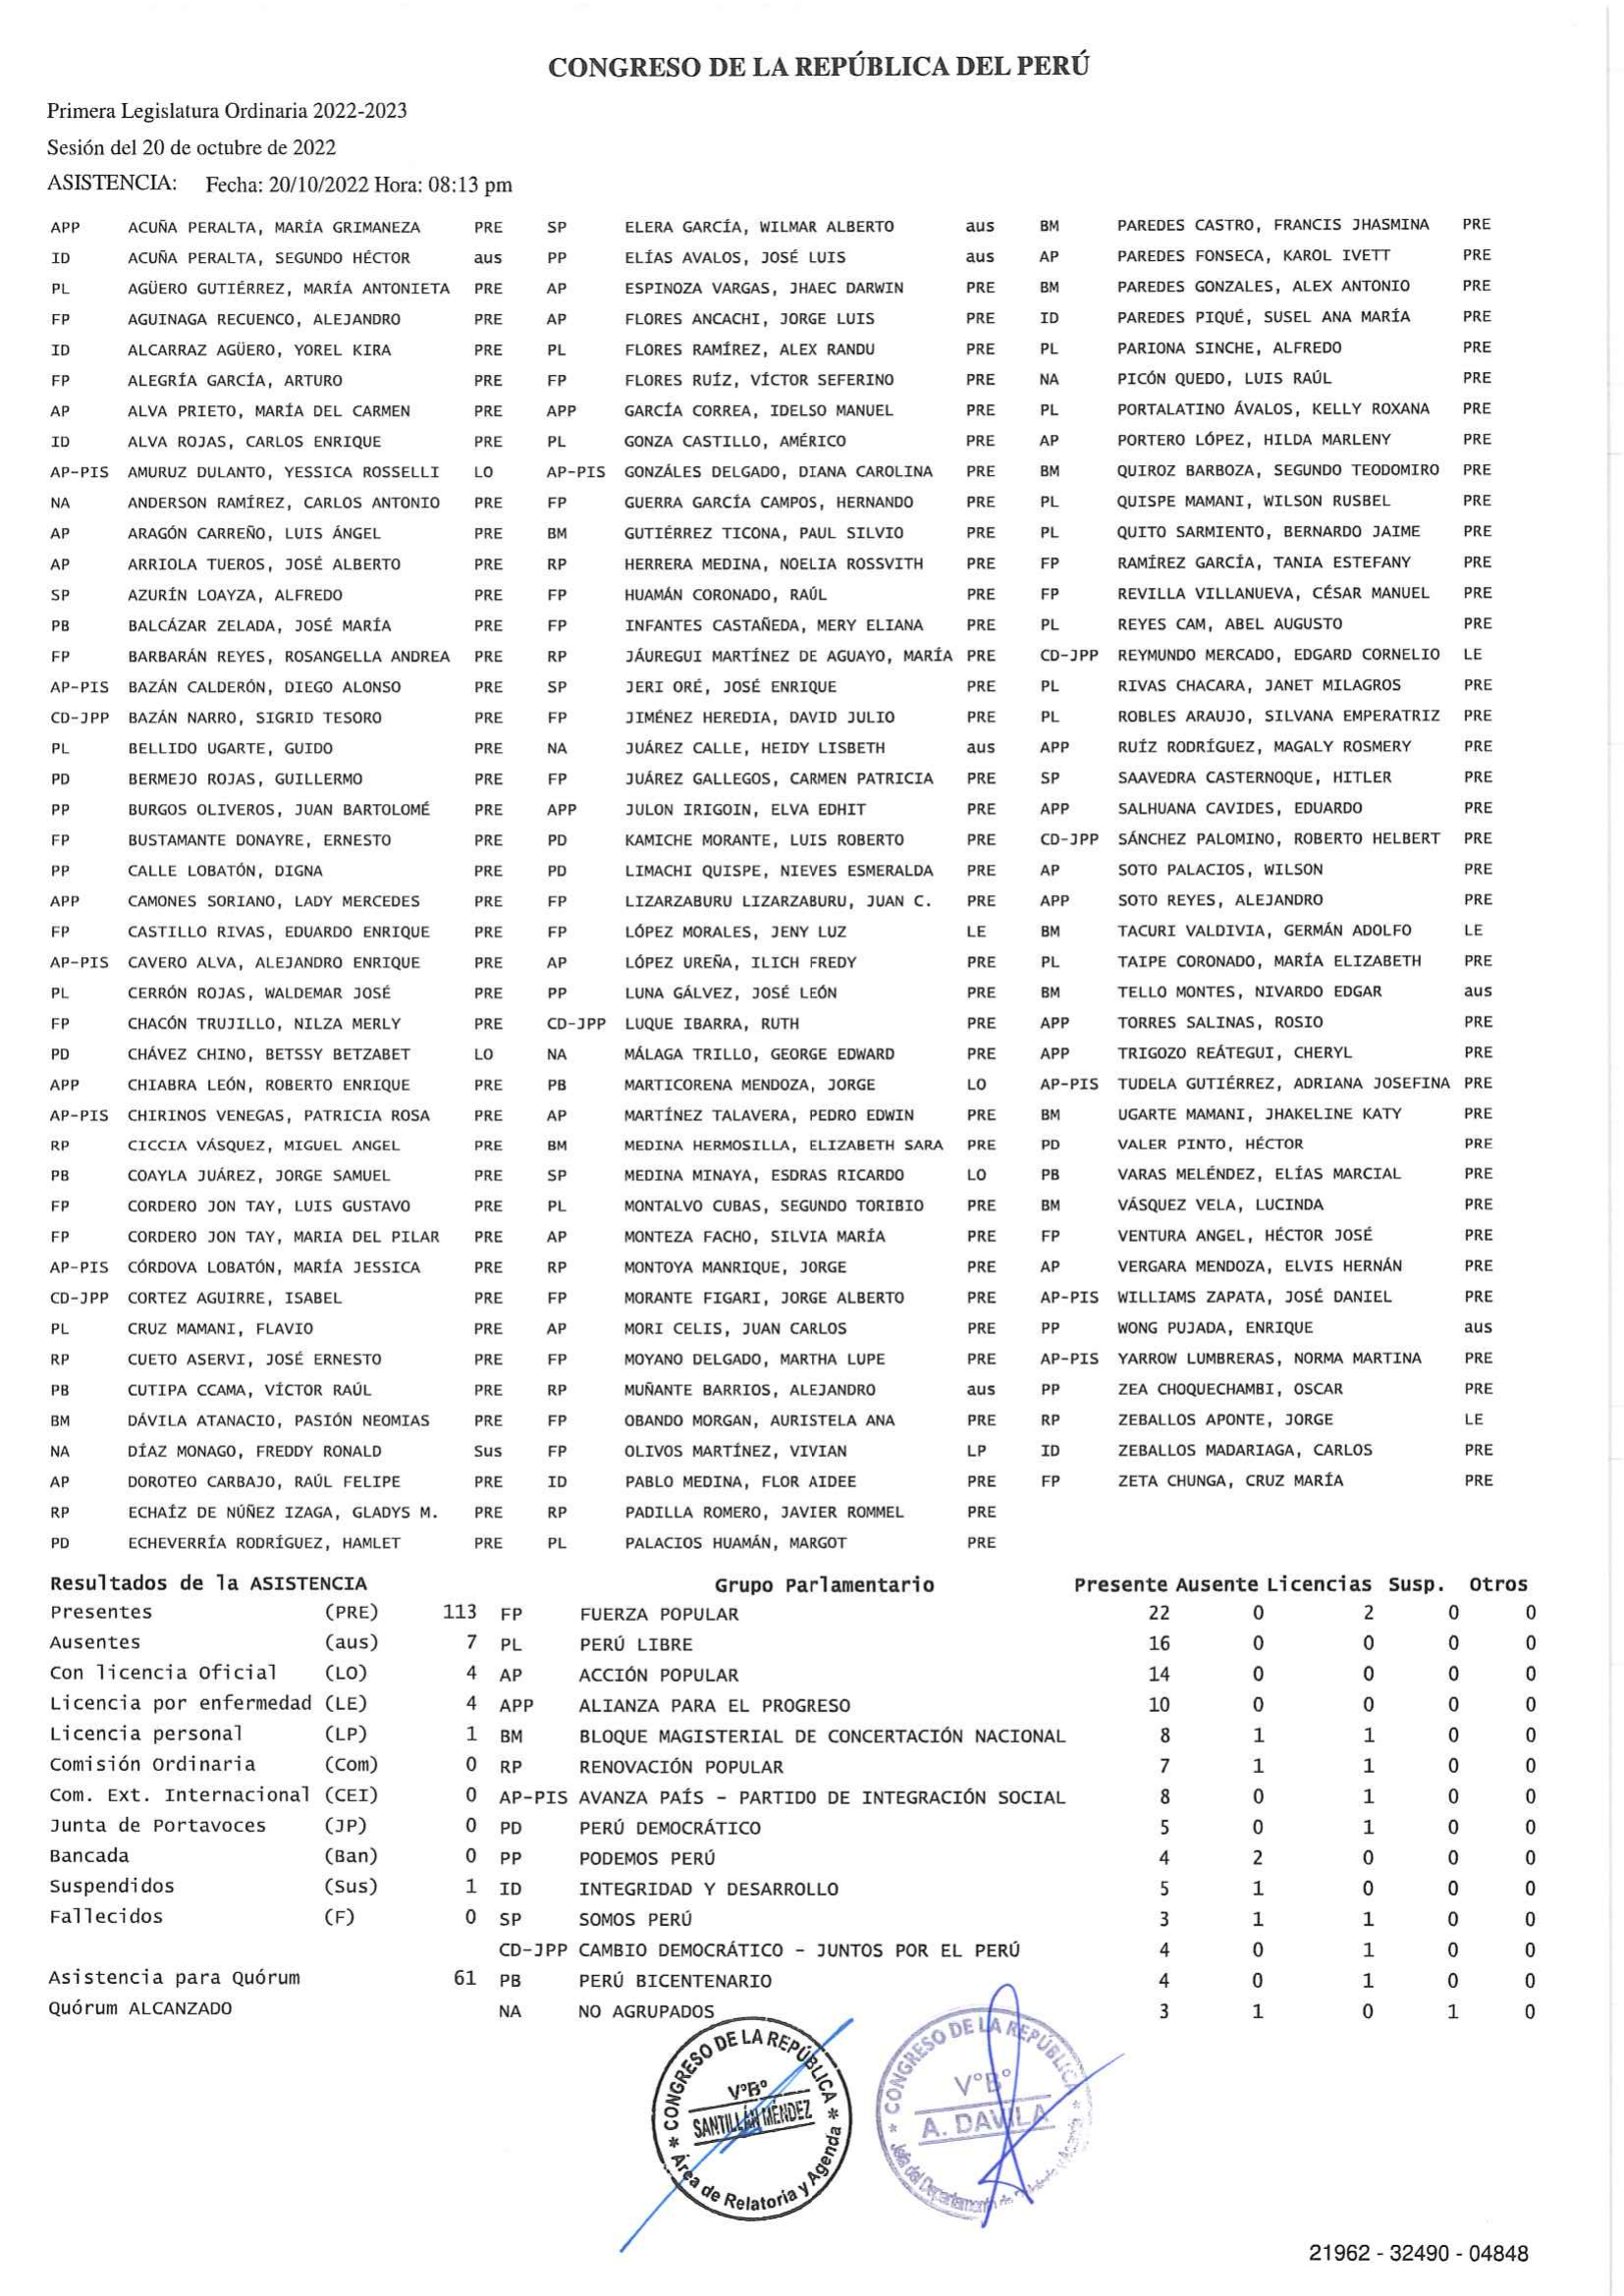 CONGRESO DE LA REPÚBLICA DEL PERÚ
Primera Legislatura Ordinaria 2022-2023
Sesión del 20 de octubre de 2022
ASISTENCIA: Fecha: 20/10/2022 Hora: 08:13 pm
APP ACUÑA PERALTA, MARÍA GRIMANEZA PRE SP ELERA GARCÍA, WILMAR ALBERTO aus BM PAREDES CASTRO, FRANCIS JHASMINA PRE
ID ACUÑA PERALTA, SEGUNDO HÉCTOR aus PP ELÍAS AVALOS, JOSÉ LUIS aus AP PAREDES FONSECA, KAROL IVETT PRE
PL AGÜERO GUTIÉRREZ, MARÍA ANTONIETA PRE AP ESPINOZA VARGAS, JHAEC DARWIN PRE BM PAREDES GONZALES, ALEX ANTONIO PRE
FP AGUINAGA RECUENCO, ALEJANDRO PRE AP FLORES ANCACHI, JORGE LUIS PRE ID PAREDES PIQUÉ, SUSEL ANA MARÍA PRE
ID ALCARRAZ AGÜERO, YOREL KIRA PRE PL FLORES RAMÍREZ, ALEX RANDU PRE PL PARIONA SINCHE, ALFREDO PRE
FP ALEGRÍA GARCÍA, ARTURO PRE FP FLORES RUÍZ, VÍCTOR SEFERINO PRE NA PICÓN QUEDO, LUIS RAÚL PRE
AP ALVA PRIETO, MARÍA DEL CARMEN PRE APP GARCÍA CORREA, IDELSO MANUEL PRE PL PORTALATINO ÁVALOS, KELLY ROXANA PRE
ID ALVA ROJAS, CARLOS ENRIQUE PRE PL GONZA CASTILLO, AMÉRICO PRE AP PORTERO LÓPEZ, HILDA MARLENY PRE
AP-PIS AMURUZ DULANTO, YESSICA ROSSELLI LO AP-PIS GONZÁLES DELGADO, DIANA CAROLINA PRE BM QUIROZ BARBOZA, SEGUNDO TEODOMIRO PRE
NA ANDERSON RAMÍREZ, CARLOS ANTONIO PRE FP GUERRA GARCÍA CAMPOS, HERNANDO PRE PL QUISPE MAMANI, WILSON RUSBEL PRE
AP ARAGÓN CARREÑO, LUIS ÁNGEL PRE BM GUTIÉRREZ TICONA, PAUL SILVIO PRE PL QUITO SARMIENTO, BERNARDO JAIME PRE
AP ARRIOLA TUEROS, JOSÉ ALBERTO PRE RP HERRERA MEDINA, NOELIA ROSSVITH PRE FP RAMÍREZ GARCÍA, TANIA ESTEFANY PRE
SP AZURÍN LOAYZA, ALFREDO PRE FP HUAMÁN CORONADO, RAÚL PRE FP REVILLA VILLANUEVA, CÉSAR MANUEL PRE
PB BALCÁZAR ZELADA, JOSÉ MARÍA PRE FP INFANTES CASTAÑEDA, MERY ELIANA PRE PL REYES CAM, ABEL AUGUSTO PRE
FP BARBARÁN REYES, ROSANGELLA ANDREA PRE RP JÁUREGUI MARTÍNEZ DE AGUAYO, MARÍA PRE CD-JPP REYMUNDO MERCADO, EDGARD CORNELIO LE
AP-PIS BAZÁN CALDERÓN, DIEGO ALONSO PRE SP JERI ORÉ, JOSÉ ENRIQUE PRE PL RIVAS CHACARA, JANET MILAGROS PRE
CD-JPP BAZÁN NARRO, SIGRID TESORO PRE FP JIMÉNEZ HEREDIA, DAVID JULIO PRE PL ROBLES ARAUJO, SILVANA EMPERATRIZ PRE
PL BELLIDO UGARTE, GUIDO PRE NA JUÁREZ CALLE, HEIDY LISBETH aus APP RUÍZ RODRÍGUEZ, MAGALY ROSMERY PRE
PD BERMEJO ROJAS, GUILLERMO PRE FP JUÁREZ GALLEGOS, CARMEN PATRICIA PRE SP SAAVEDRA CASTERNOQUE, HITLER PRE
PP BURGOS OLIVEROS, JUAN BARTOLOMÉ PRE APP JULON IRIGOIN, ELVA EDHIT PRE APP SALHUANA CAVIDES, EDUARDO PRE
FP BUSTAMANTE DONAYRE, ERNESTO PRE PD KAMICHE MORANTE, LUIS ROBERTO PRE CD-JPP SÁNCHEZ PALOMINO, ROBERTO HELBERT PRE
PP CALLE LOBATÓN, DIGNA PRE PD LIMACHI QUISPE, NIEVES ESMERALDA PRE AP SOTO PALACIOS, WILSON PRE
APP CAMONES SORIANO, LADY MERCEDES PRE FP LIZARZABURU LIZARZABURU, JUAN C. PRE APP SOTO REYES, ALEJANDRO PRE
FP CASTILLO RIVAS, EDUARDO ENRIQUE PRE FP LÓPEZ MORALES, JENY LUZ LE BM TACURI VALDIVIA, GERMÁN ADOLFO LE
AP-PIS CAVERO ALVA, ALEJANDRO ENRIQUE PRE AP LÓPEZ UREÑA, ILICH FREDY PRE PL TAIPE CORONADO, MARÍA ELIZABETH PRE
PL CERRÓN ROJAS, WALDEMAR JOSÉ PRE PP LUNA GÁLVEZ, JOSÉ LEÓN PRE BM TELLO MONTES, NIVARDO EDGAR aus
FP CHACÓN TRUJILLO, NILZA MERLY PRE CD-JPP LUQUE IBARRA, RUTH PRE APP TORRES SALINAS, ROSIO PRE
PD CHÁVEZ CHINO, BETSSY BETZABET LO NA MÁLAGA TRILLO, GEORGE EDWARD PRE APP TRIGOZO REÁTEGUI, CHERYL PRE
APP CHIABRA LEÓN, ROBERTO ENRIQUE PRE PB MARTICORENA MENDOZA, JORGE LO AP-PIS TUDELA GUTIÉRREZ, ADRIANA JOSEFINA PRE
AP-PIS CHIRINOS VENEGAS, PATRICIA ROSA PRE AP MARTÍNEZ TALAVERA, PEDRO EDWIN PRE BM UGARTE MAMANI, JHAKELINE KATY PRE
RP CICCIA VÁSQUEZ, MIGUEL ANGEL PRE BM MEDINA HERMOSILLA, ELIZABETH SARA PRE PD VALER PINTO, HÉCTOR PRE
PB COAYLA JUÁREZ, JORGE SAMUEL PRE SP MEDINA MINAYA, ESDRAS RICARDO LO PB VARAS MELÉNDEZ, ELÍAS MARCIAL PRE
FP CORDERO JON TAY, LUIS GUSTAVO PRE PL MONTALVO CUBAS, SEGUNDO TORIBIO PRE BM VÁSQUEZ VELA, LUCINDA PRE
FP CORDERO JON TAY, MARIA DEL PILAR PRE AP MONTEZA FACHO, SILVIA MARÍA PRE FP VENTURA ANGEL, HÉCTOR JOSÉ PRE
AP-PIS CÓRDOVA LOBATÓN, MARÍA JESSICA PRE RP MONTOYA MANRIQUE, JORGE PRE AP VERGARA MENDOZA, ELVIS HERNÁN PRE
CD-JPP CORTEZ AGUIRRE, ISABEL PRE FP MORANTE FIGARI, JORGE ALBERTO PRE AP-PIS WILLIAMS ZAPATA, JOSÉ DANIEL PRE
PL CRUZ MAMANI, FLAVIO PRE AP MORI CELIS, JUAN CARLOS PRE PP WONG PUJADA, ENRIQUE aus
RP CUETO ASERVI, JOSÉ ERNESTO PRE FP MOYANO DELGADO, MARTHA LUPE PRE AP-PIS YARROW LUMBRERAS, NORMA MARTINA PRE
PB CUTIPA CCAMA, VÍCTOR RAÚL PRE RP MUÑANTE BARRIOS, ALEJANDRO aus PP ZEA CHOQUECHAMBI, OSCAR PRE
BM DÁVILA ATANACIO, PASIÓN NEOMIAS PRE FP OBANDO MORGAN, AURISTELA ANA PRE RP ZEBALLOS APONTE, JORGE LE
NA DÍAZ MONAGO, FREDDY RONALD Sus FP OLIVOS MARTÍNEZ, VIVIAN LP ID ZEBALLOS MADARIAGA, CARLOS PRE
AP DOROTEO CARBAJO, RAÚL FELIPE PRE ID PABLO MEDINA, FLOR AIDEE PRE FP ZETA CHUNGA, CRUZ MARÍA PRE
RP ECHAÍZ DE NÚÑEZ IZAGA, GLADYS M. PRE RP PADILLA ROMERO, JAVIER ROMMEL PRE
PD ECHEVERRÍA RODRÍGUEZ, HAMLET PRE PL PALACIOS HUAMÁN, MARGOT PRE
Resultados de la ASISTENCIA Grupo Parlamentario Presente Ausente Licencias Susp. Otros
Presentes (PRE) 113 FP FUERZA POPULAR 22 0 2 0 0
Ausentes (aus) 7 PL PERÚ LIBRE 16 0 0 0 0
Con licencia Oficial (LO) 4 AP ACCIÓN POPULAR 14 0 0 0 0
Licencia por enfermedad (LE) 4 APP ALIANZA PARA EL PROGRESO 10 0 0 0 0
Licencia personal (LP) 1 BM BLOQUE MAGISTERIAL DE CONCERTACIÓN NACIONAL 8 1 1 0 0
Comisión Ordinaria (Com) 0 RP RENOVACIÓN POPULAR 7 1 1 0 0
Com. Ext. Internacional (CEI) 0 AP-PIS AVANZA PAÍS - PARTIDO DE INTEGRACIÓN SOCIAL 8 0 1 0 0
Junta de Portavoces (JP) 0 PD PERÚ DEMOCRÁTICO 5 0 1 0 0
Bancada (Ban) 0 PP PODEMOS PERÚ 4 2 0 0 0
Suspendidos (Sus) 1 ID INTEGRIDAD Y DESARROLLO 5 1 0 0 0
Fallecidos (F) 0 SP SOMOS PERÚ 3 1 1 0 0
CD-JPP CAMBIO DEMOCRÁTICO - JUNTOS POR EL PERÚ 4 0 1 0 0
Asistencia para Quórum 61 PB PERÚ BICENTENARIO 4 0 1 0 0
Quórum ALCANZADO NA NO AGRUPADOS 3 1 0 1 0
* CONGRESO DE LA REPÚBLICA *
V°B°
SANTILLÁN MÉNDEZ
Área de Relatoría y Agenda
* CONGRESO DE LA REPÚBLICA *
V°B°
A. DAVILA
Jefa del Departamento de
21962 - 32490 - 04848